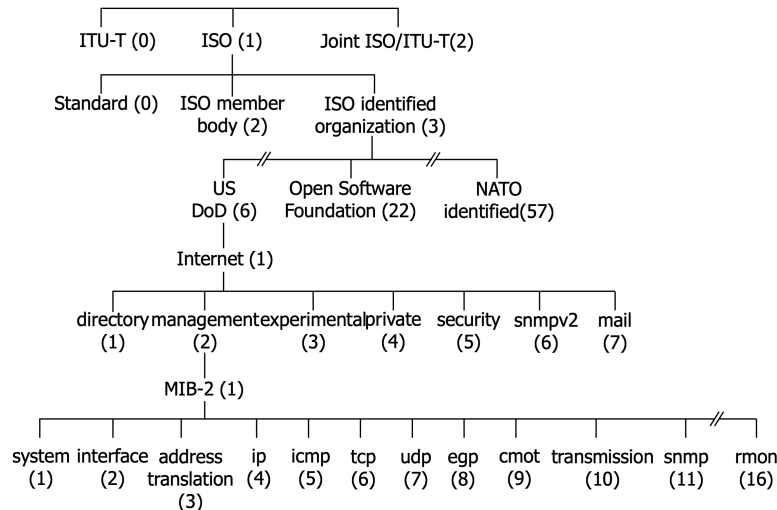 ITU-T (0) ISO (1) Joint ISO/ITU-T(2)
Standard (0) ISO member ISO identified
body (2) organization (3)
US Open Software NATO
DoD (6) Foundation (22) identified(57)
Internet (1)
directory management experimental private security snmpv2 mail
(1) (2) (3) (4) (5) (6) (7)
MIB-2 (1)
system interface address ip icmp tcp udp egp cmot transmission snmp rmon
(1) (2) translation (4) (5) (6) (7) (8) (9) (10) (11) (16)
(3)